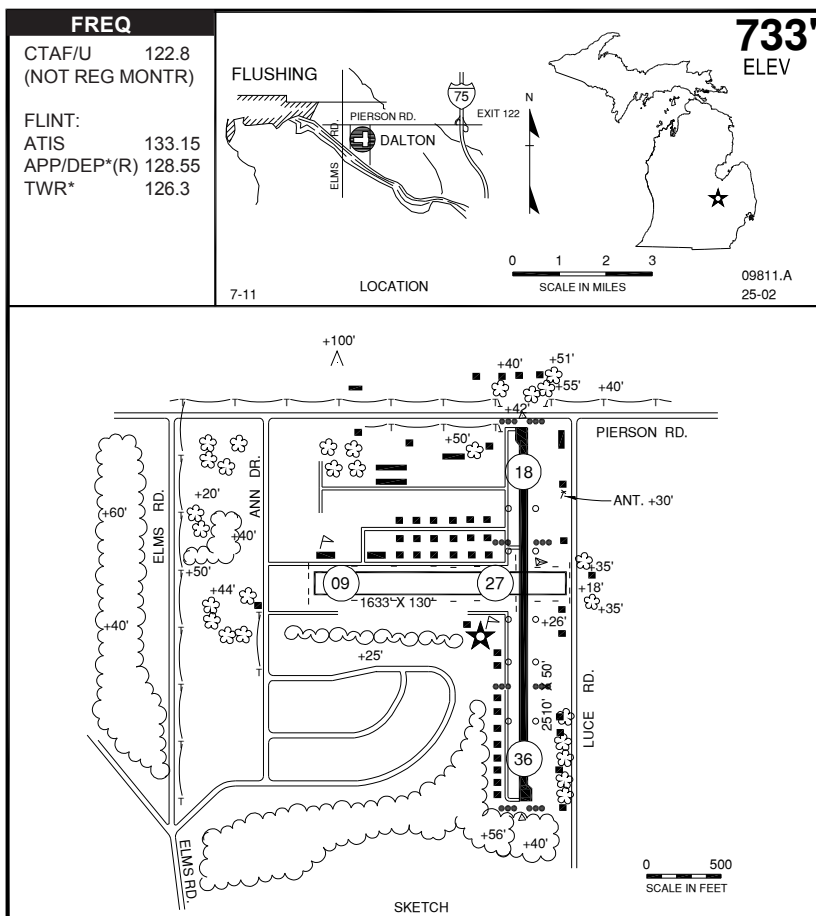 FREQ
CTAF/U 122.8
(NOT REG MONTR)
FLINT:
ATIS 133.15
APP/DEP*(R) 128.55
TWR* 126.3
FLUSHING
75
EXIT 122
PIERSON RD.
DALTON
ELMS RD.
N
0 1 2 3
SCALE IN MILES
LOCATION
7-11
733'
ELEV
09811.A
25-02
+100'
+40'
+51'
+55'
+40'
+42'
PIERSON RD.
+50'
18
ANT. +30'
ELMS RD.
ANN DR.
+60'
+20'
+40'
+50'
+44'
+40'
09
27
1633' X 130'
+35'
+18'
+35'
+26'
+25'
2510' X 50'
LUCE RD.
36
+56'
+40'
ELMS RD.
0 500
SCALE IN FEET
SKETCH